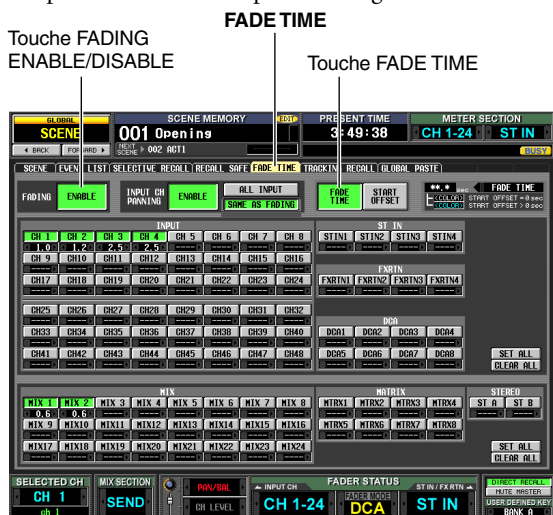 FADE TIME
Touche FADING
ENABLE/DISABLE
Touche FADE TIME
GLOBAL SCENE MEMORY EDIT PRESENT TIME METER SECTION
SCENE 001 Opening 3:49:38 CH 1-24 ST IN
BACK FORWARD NEXT SCENE 002 ACT1 BUSY
SCENE EVENT LIST SELECTIVE RECALL RECALL SAFE FADE TIME TRACKING RECALL GLOBAL PASTE
FADING ENABLE INPUT CH PANNING ENABLE ALL INPUT SAME AS FADING FADE TIME START OFFSET **.* sec FADE TIME
(COLOR) START OFFSET = 0 sec
(COLOR) START OFFSET > 0 sec
INPUT ST IN
CH 1 CH 2 CH 3 CH 4 CH 5 CH 6 CH 7 CH 8 STIN1 STIN2 STIN3 STIN4
1.0 1.2 2.5 2.5 ---- ---- ---- ---- ---- ---- ---- ----
CH 9 CH10 CH11 CH12 CH13 CH14 CH15 CH16 FXRTN
---- ---- ---- ---- ---- ---- ---- ----
CH17 CH18 CH19 CH20 CH21 CH22 CH23 CH24 FXRTN1 FXRTN2 FXRTN3 FXRTN4
---- ---- ---- ---- ---- ---- ---- ---- ---- ---- ---- ----
CH25 CH26 CH27 CH28 CH29 CH30 CH31 CH32
---- ---- ---- ---- ---- ---- ---- ---- DCA
CH33 CH34 CH35 CH36 CH37 CH38 CH39 CH40 DCA1 DCA2 DCA3 DCA4
---- ---- ---- ---- ---- ---- ---- ---- ---- ---- ---- ----
CH41 CH42 CH43 CH44 CH45 CH46 CH47 CH48 DCA5 DCA6 DCA7 DCA8 SET ALL
---- ---- ---- ---- ---- ---- ---- ---- ---- ---- ---- ---- CLEAR ALL
MIX MATRIX STEREO
MIX 1 MIX 2 MIX 3 MIX 4 MIX 5 MIX 6 MIX 7 MIX 8 MTRX1 MTRX2 MTRX3 MTRX4 ST A ST B
0.6 0.6 ---- ---- ---- ---- ---- ---- ---- ---- ---- ---- ---- ----
MIX 9 MIX10 MIX11 MIX12 MIX13 MIX14 MIX15 MIX16 MTRX5 MTRX6 MTRX7 MTRX8
---- ---- ---- ---- ---- ---- ---- ---- ---- ---- ---- ----
MIX17 MIX18 MIX19 MIX20 MIX21 MIX22 MIX23 MIX24 SET ALL
---- ---- ---- ---- ---- ---- ---- ---- CLEAR ALL
SELECTED CH MIX SECTION PAN/BAL INPUT CH FADER STATUS ST IN / FX RTN DIRECT RECALL
CH 1 SEND CH LEVEL CH 1-24 FADER MODE DCA ST IN MUTE MASTER
USER DEFINED KEY
ch 1 BANK A